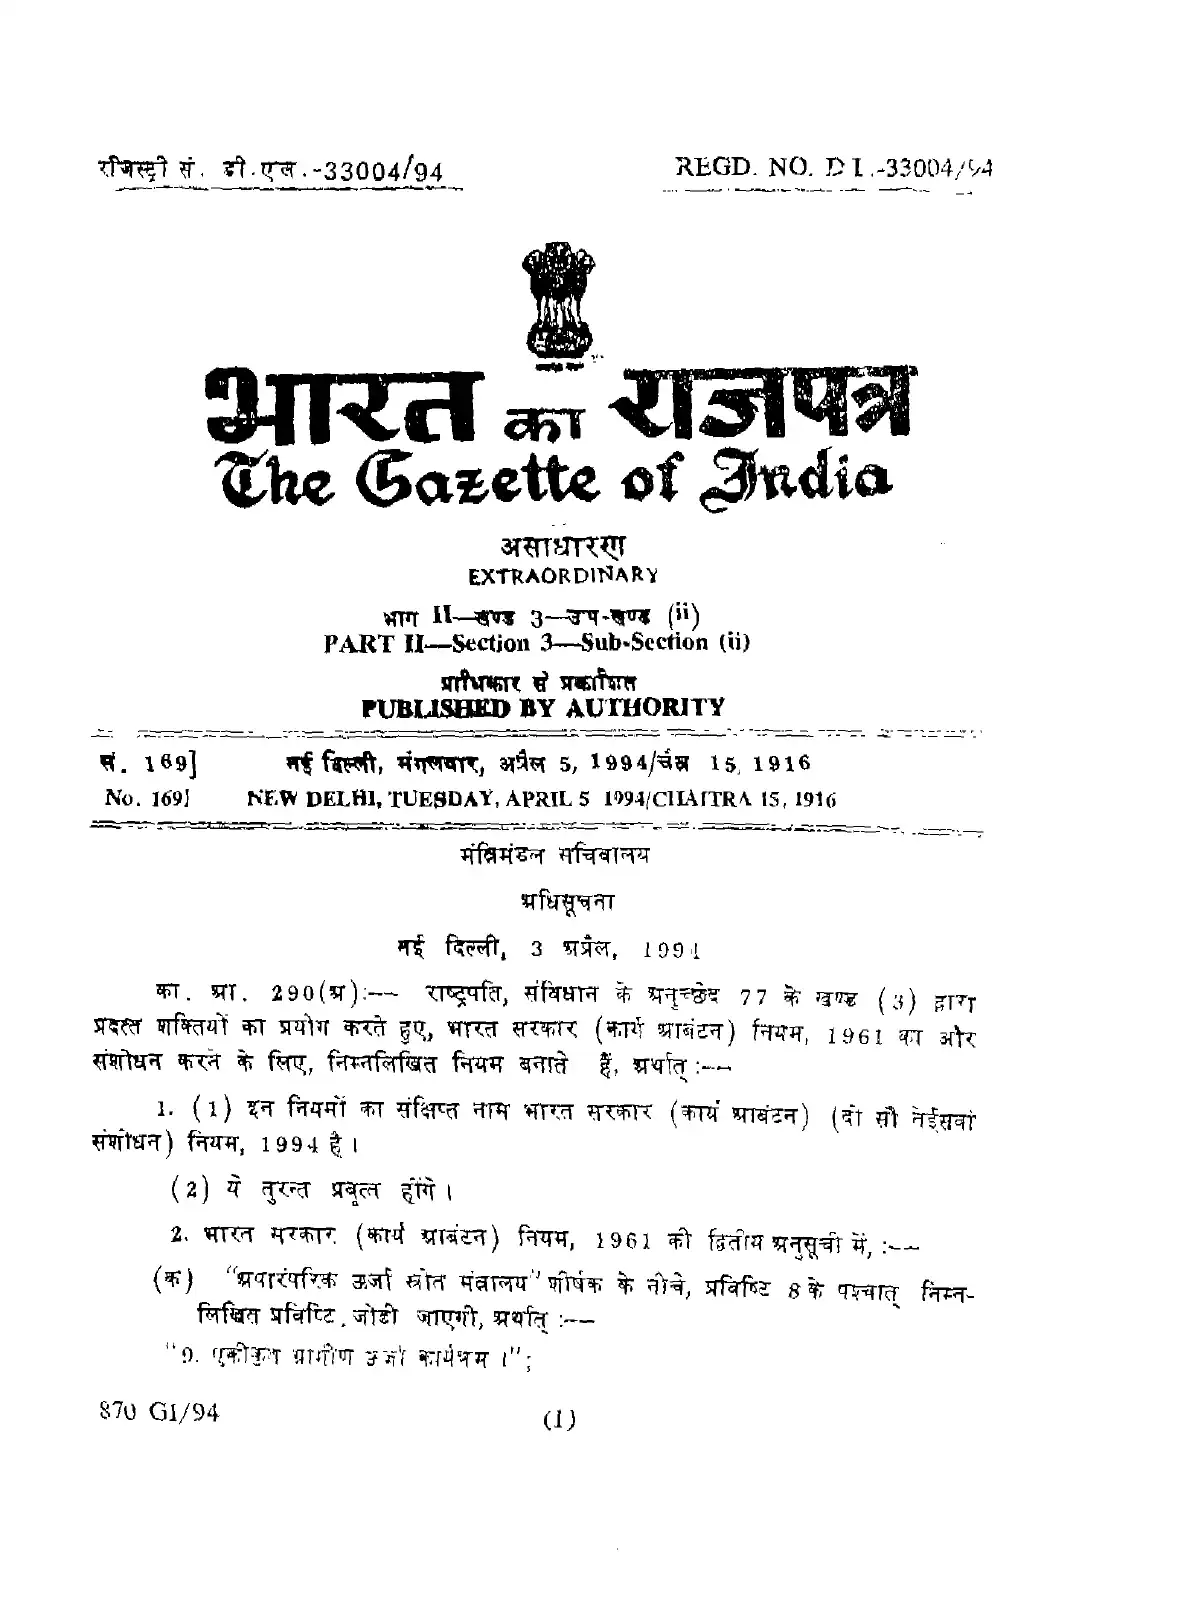 रजिस्ट्री सं. डी.एल.-33004/94
REGD. NO. D L.-33004/94
भारत का राजपत्र
The Gazette of India
असाधारण
EXTRAORDINARY
भाग II—खण्ड 3—उप-खण्ड (ii)
PART II—Section 3—Sub-Section (ii)
प्राधिकार से प्रकाशित
PUBLISHED BY AUTHORITY
सं. 169] नई दिल्ली, मंगलवार, अप्रैल 5, 1994/चैत्र 15, 1916
No. 169] NEW DELHI, TUESDAY, APRIL 5 1994/CHAITRA 15, 1916
मंत्रिमंडल सचिवालय
अधिसूचना
नई दिल्ली, 3 अप्रैल, 1994
का. आ. 290(अ):-- राष्ट्रपति, संविधान के अनुच्छेद 77 के खण्ड (3) द्वारा
प्रदत्त शक्तियों का प्रयोग करते हुए, भारत सरकार (कार्य आबंटन) नियम, 1961 का और
संशोधन करने के लिए, निम्नलिखित नियम बनाते हैं, अर्थात् :--
1. (1) इन नियमों का संक्षिप्त नाम भारत सरकार (कार्य आबंटन) (दो सौ तेईसवां
संशोधन) नियम, 1994 है।
(2) ये तुरन्त प्रवृत्त होंगे।
2. भारत सरकार (कार्य आबंटन) नियम, 1961 की द्वितीय अनुसूची में, :--
(क) "अपारंपरिक ऊर्जा स्रोत मंत्रालय" शीर्षक के नीचे, प्रविष्टि 8 के पश्चात् निम्न-
लिखित प्रविष्टि जोड़ी जाएगी, अर्थात् :--
"9. एकीकृत ग्रामीण ऊर्जा कार्यक्रम।";
870 GI/94
(1)